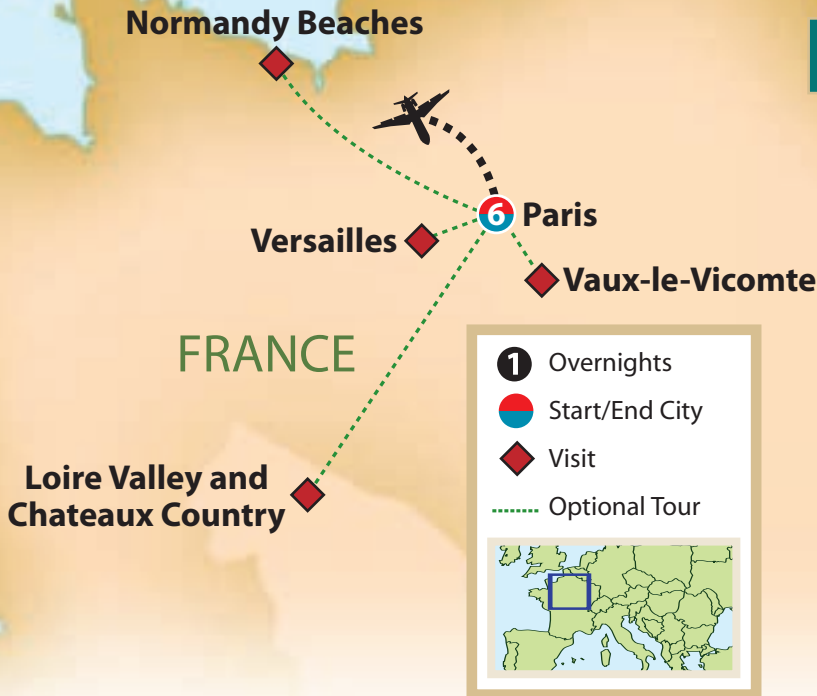 Normandy Beaches
6 Paris
Versailles
Vaux-le-Vicomte
FRANCE
Loire Valley and
Chateaux Country
1 Overnights
Start/End City
Visit
Optional Tour